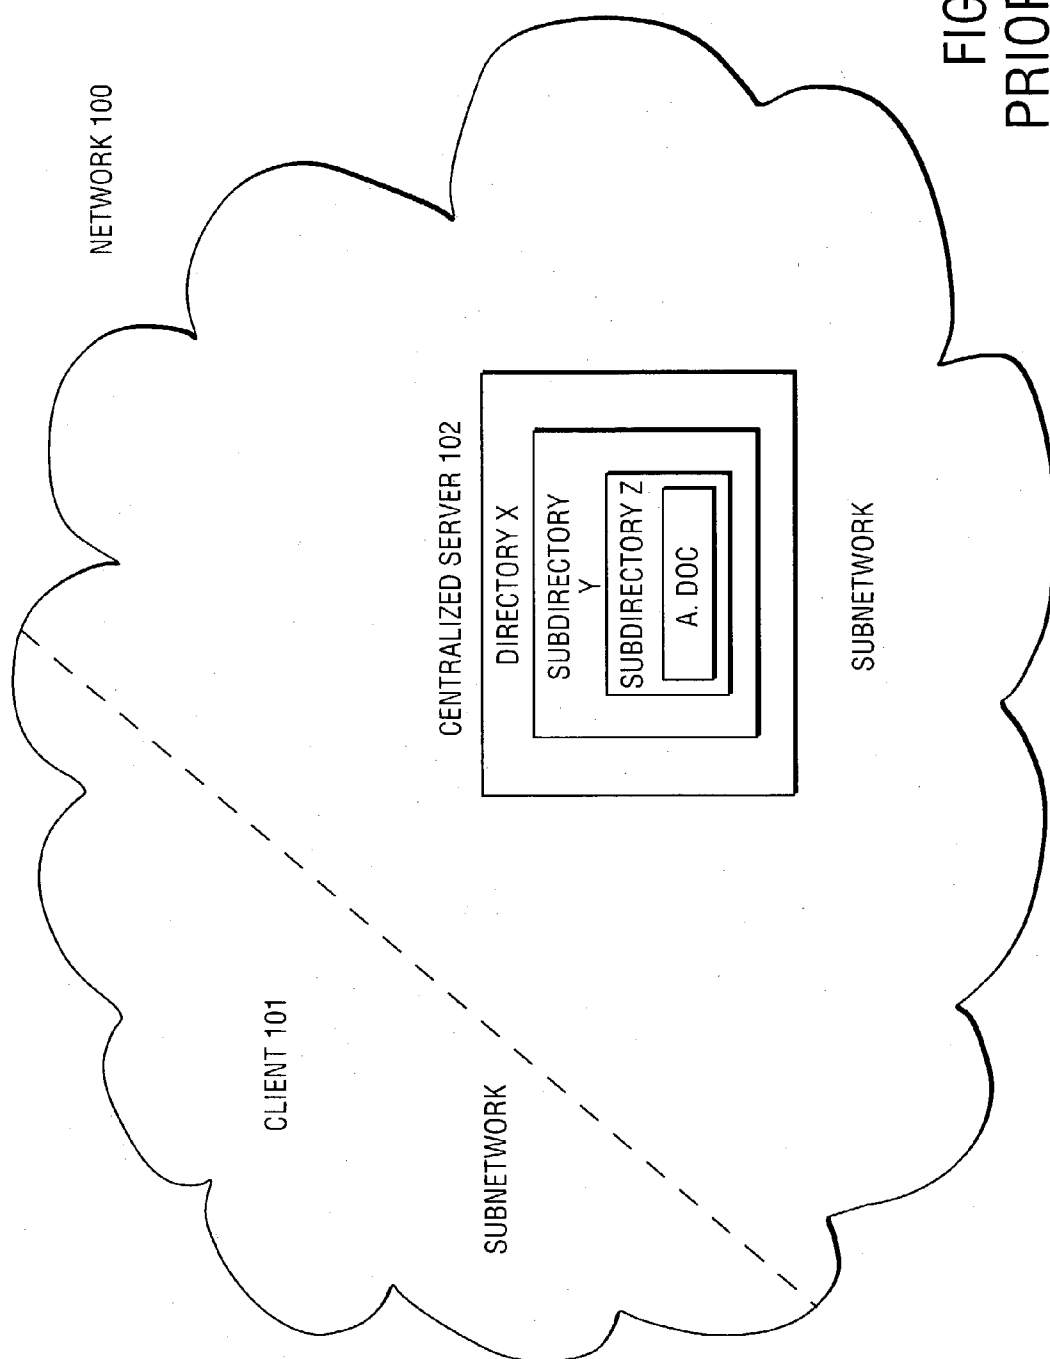 NETWORK 100
CLIENT 101
SUBNETWORK
CENTRALIZED SERVER 102
DIRECTORY X
SUBDIRECTORY
Y
SUBDIRECTORY Z
A. DOC
SUBNETWORK
FIG
PRIOR